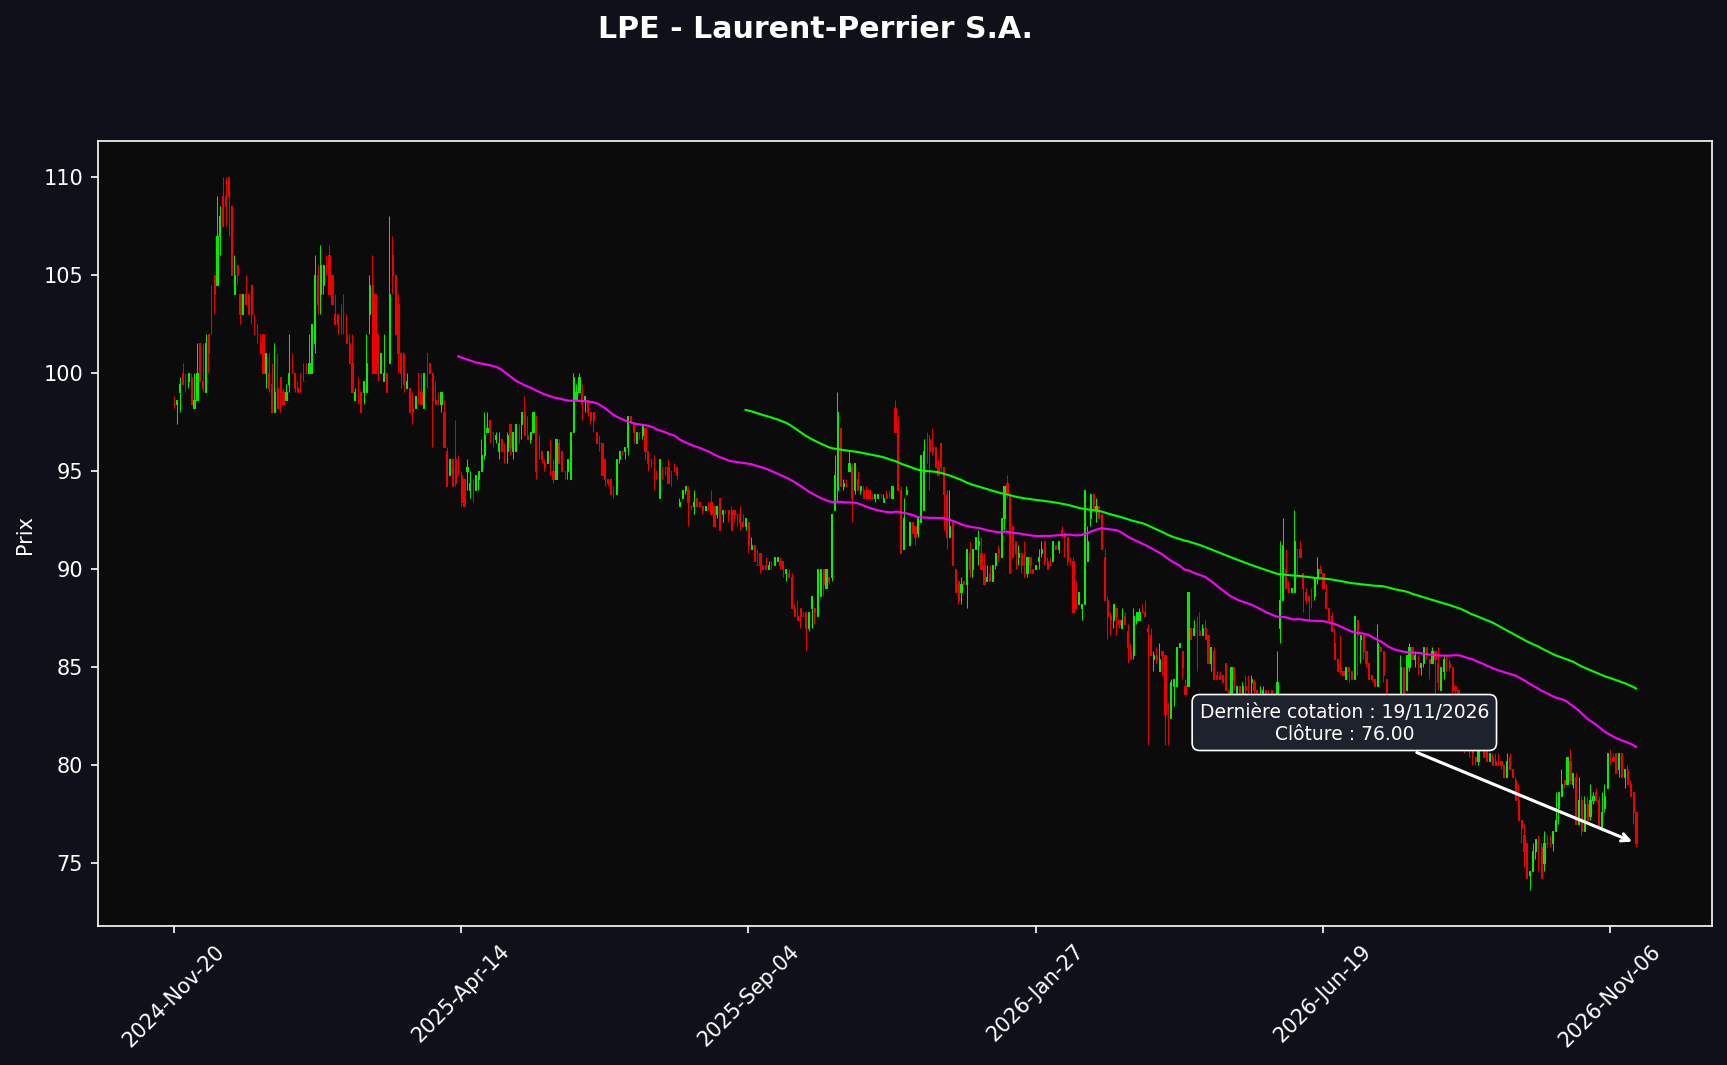 LPE - Laurent-Perrier S.A.
Prix
110
105
100
95
90
85
80
75
Dernière cotation : 19/11/2026
Clôture : 76.00
2024-Nov-20
2025-Apr-14
2025-Sep-04
2026-Jan-27
2026-Jun-19
2026-Nov-06